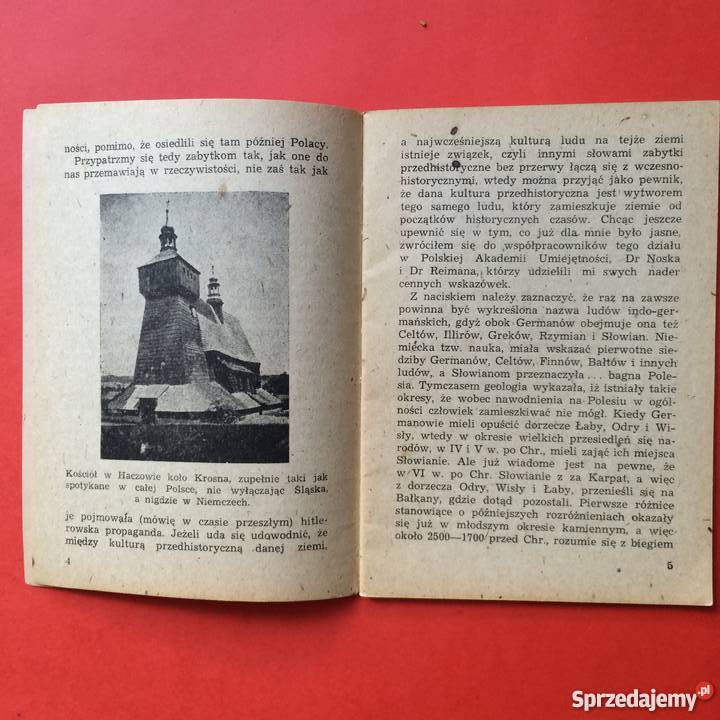 ności, pomimo, że osiedlili się tam później Polacy.
Przypatrzmy się tedy zabytkom tak, jak one do
nas przemawiają w rzeczywistości, nie zaś tak jak
Kościół w Haczowie koło Krosna, zupełnie taki jak
spotykane w całej Polsce, nie wyłączając Śląska,
a nigdzie w Niemczech.
je pojmowała (mówię w czasie przeszłym) hitle-
rowska propaganda. Jeżeli uda się udowodnić, że
między kulturą przedhistoryczną danej ziemi,
4
a najwcześniejszą kulturą ludu na tejże ziemi
istnieje związek, czyli innymi słowami zabytki
przedhistoryczne bez przerwy łączą się z wczesno-
historycznymi, wtedy można przyjąć jako pewnik,
że dana kultura przedhistoryczna jest wytworem
tego samego ludu, który zamieszkuje ziemie od
początków historycznych czasów. Chcąc jeszcze
upewnić się w tym, co już dla mnie było jasne,
zwróciłem się do współpracowników tego działu
w Polskiej Akademii Umiejętności, Dr Noska
i Dr Reimana, którzy udzielili mi swych nader
cennych wskazówek.
Z naciskiem należy zaznaczyć, że raz na zawsze
powinna być wykreślona nazwa ludów indo-ger-
mańskich, gdyż obok Germanów obejmuje ona też
Celtów, Illirów, Greków, Rzymian i Słowian. Nie-
miecka tzw. nauka, miała wskazać pierwotne sie-
dziby Germanów, Celtów, Finnów, Bałtów i innych
ludów, a Słowianom przeznaczyła... bagna Pole-
sia. Tymczasem geologia wykazała, iż istniały takie
okresy, że wobec nawodnienia na Polesiu w ogól-
ności człowiek zamieszkiwać nie mógł. Kiedy Ger-
manowie mieli opuścić dorzecze Łaby, Odry i Wi-
sły, wtedy w okresie wielkich przesiedleń się na-
rodów, w IV i V w. po Chr., mieli zająć ich miejsca
Słowianie. Ale już wiadome jest na pewne, że
w VI w. po Chr. Słowianie z za Karpat, a więc
z dorzecza Odry, Wisły i Łaby, przenieśli się na
Bałkany, gdzie dotąd pozostali. Pierwsze różnice
stanowiące o późniejszych rozróżnieniach okazały
się już w młodszym okresie kamiennym, a więc
około 2500—1700 przed Chr., rozumie się z biegiem
5
Sprzedajemy.pl